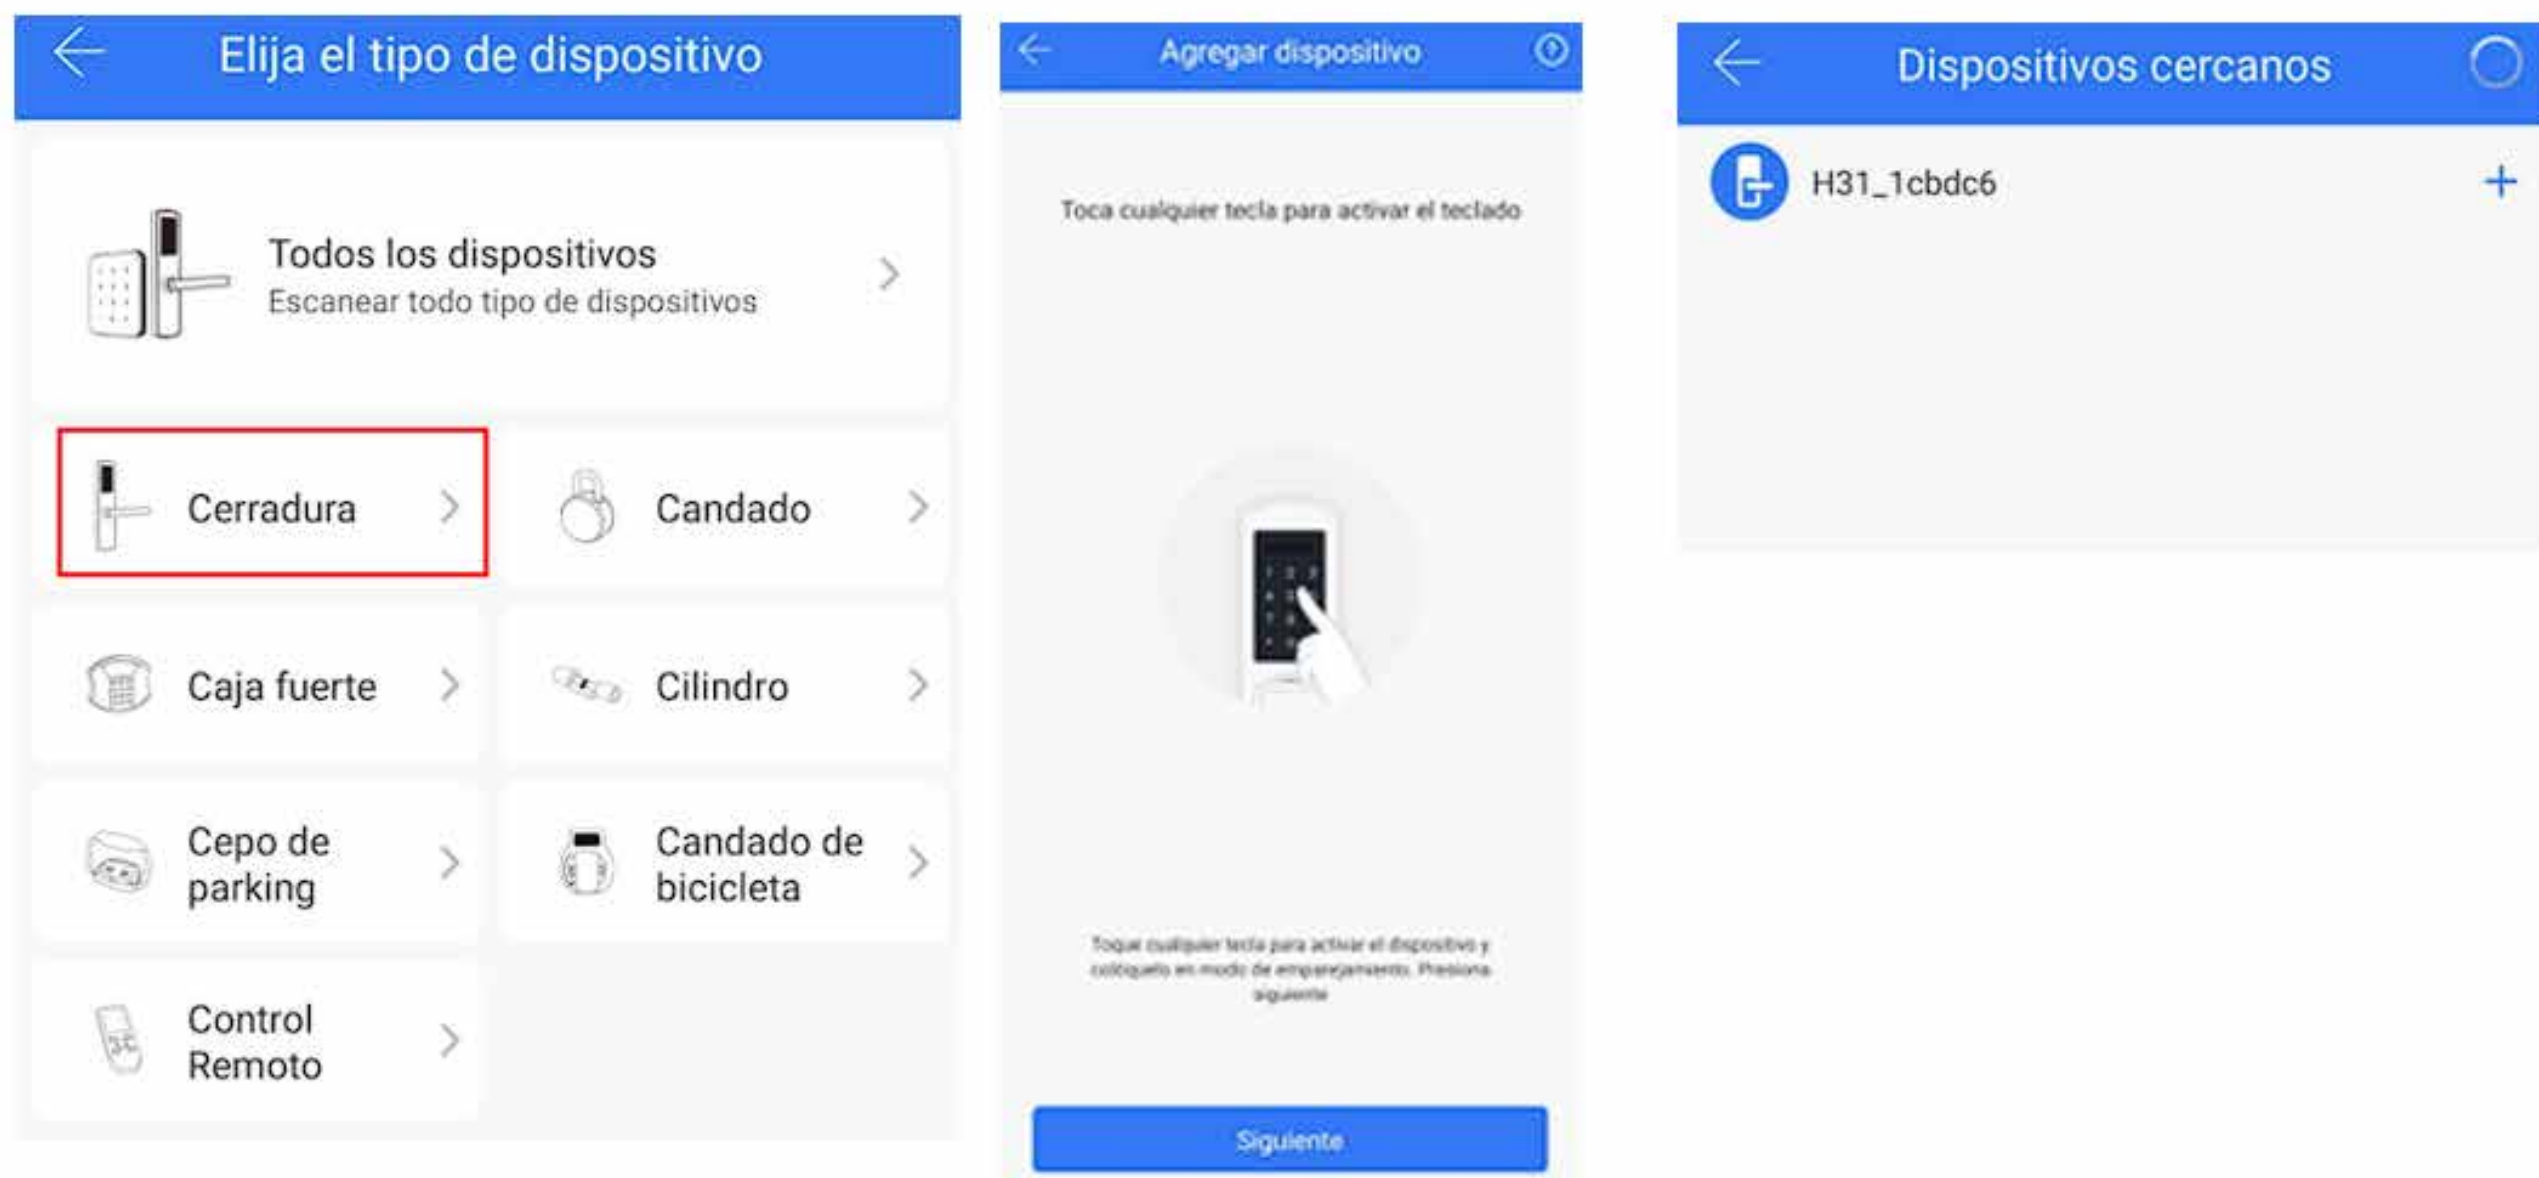 Elija el tipo de dispositivo
Todos los dispositivos
Escanear todo tipo de dispositivos
Cerradura
Candado
Caja fuerte
Cilindro
Cepo de
parking
Candado de
bicicleta
Control
Remoto
Agregar dispositivo
Toca cualquier tecla para activar el teclado
Toque cualquier tecla para activar el dispositivo y
colóquelo en modo de emparejamiento. Presiona
siguiente
Siguiente
Dispositivos cercanos
H31_1cbdc6